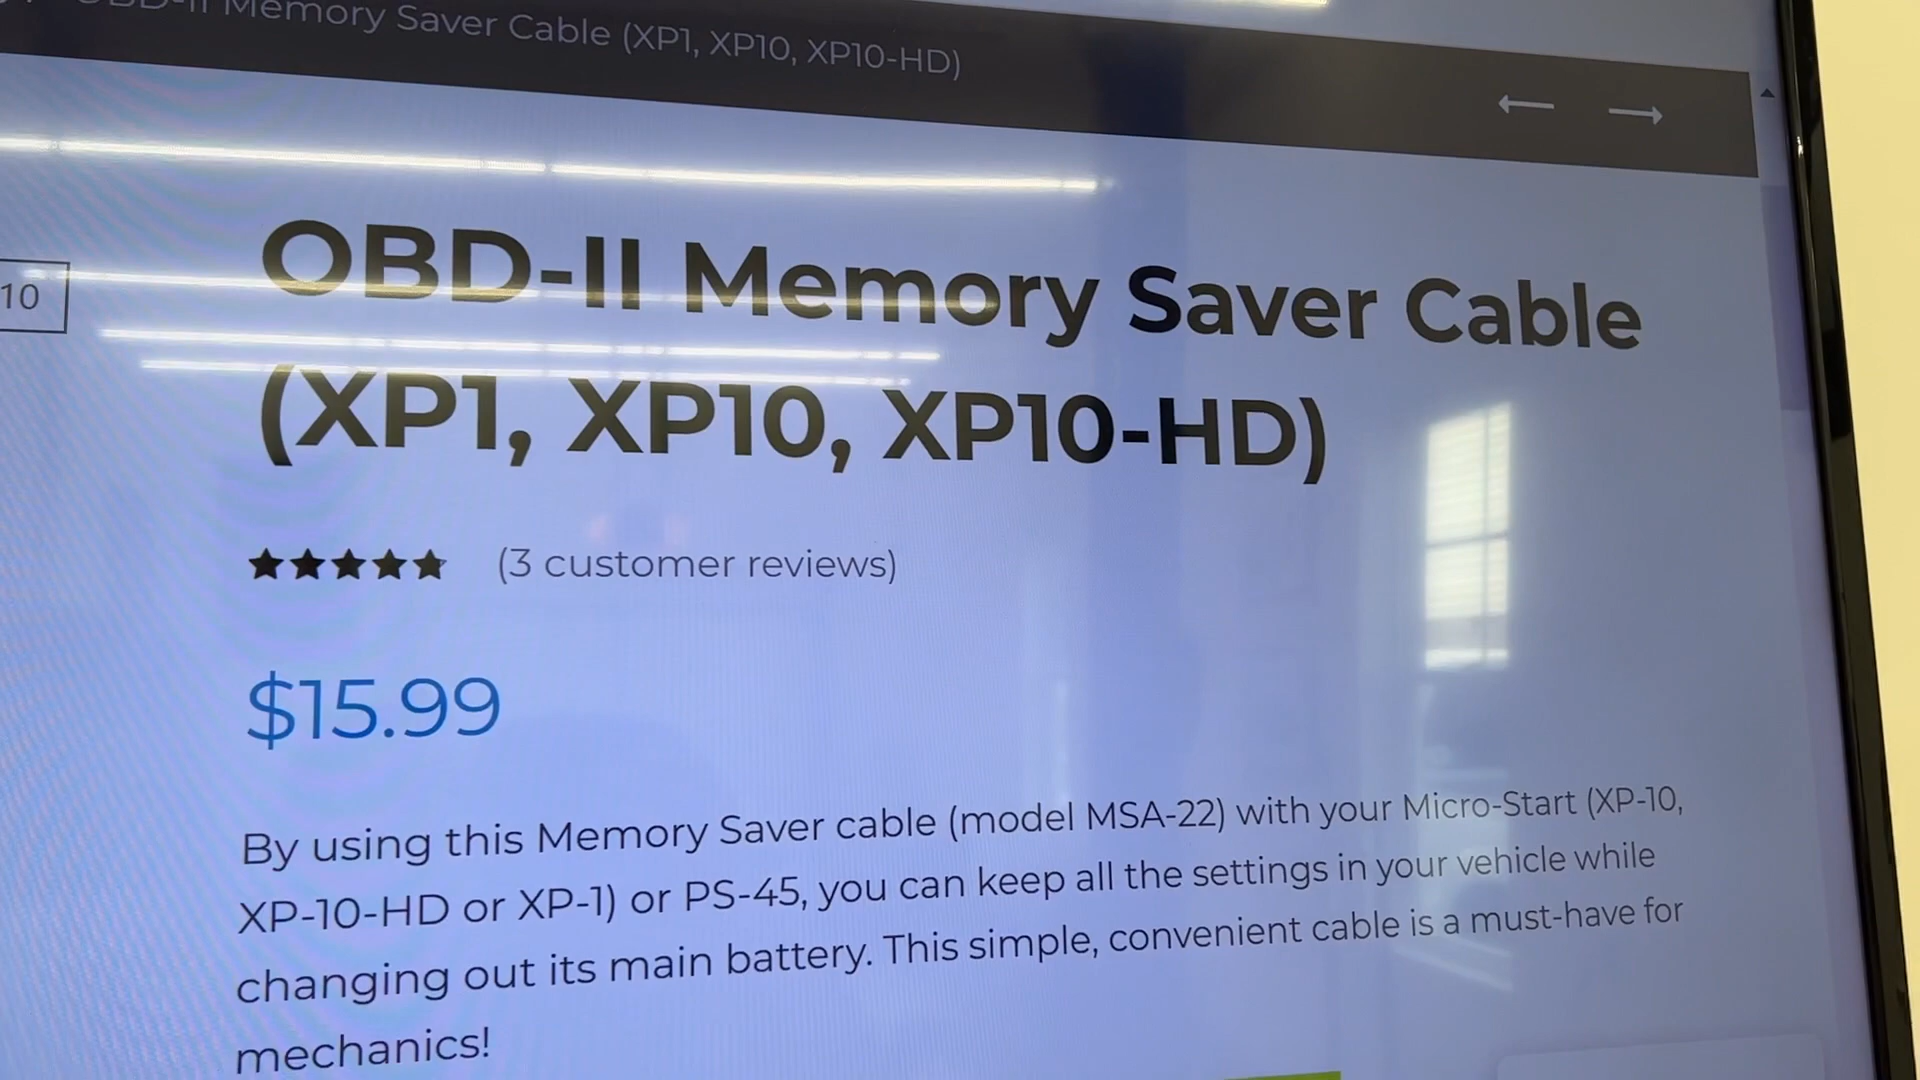 OBD-II Memory Saver Cable (XP1, XP10, XP10-HD)
10
OBD-II Memory Saver Cable
(XP1, XP10, XP10-HD)
(3 customer reviews)
$15.99
By using this Memory Saver cable (model MSA-22) with your Micro-Start (XP-10,
XP-10-HD or XP-1) or PS-45, you can keep all the settings in your vehicle while
changing out its main battery. This simple, convenient cable is a must-have for
mechanics!